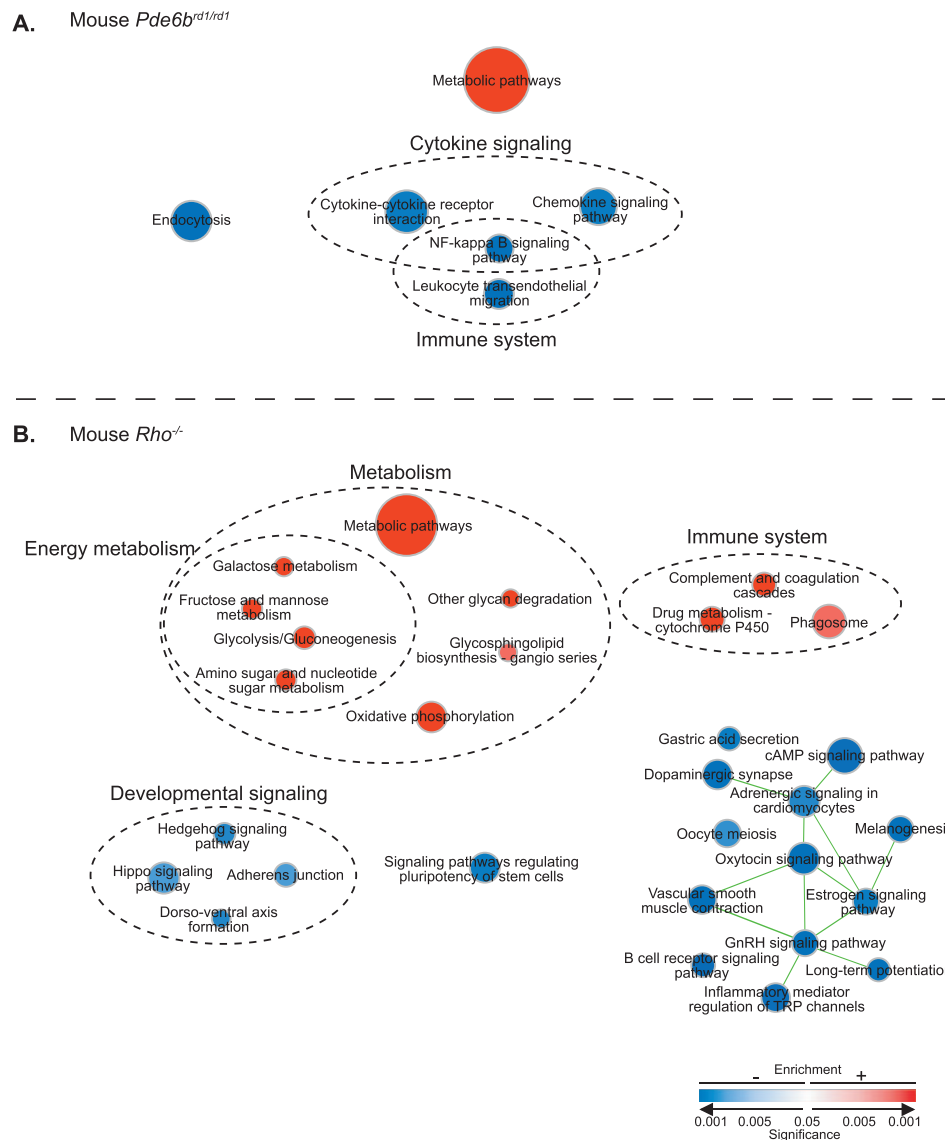 A.
Mouse Pde6brd1/rd1
Metabolic pathways
Cytokine signaling
Cytokine-cytokine receptor
interaction
Chemokine signaling
pathway
Endocytosis
NF-kappa B signaling
pathway
Leukocyte transendothelial
migration
Immune system
B.
Mouse Rho-/-
Metabolism
Metabolic pathways
Energy metabolism
Galactose metabolism
Fructose and mannose
metabolism
Glycolysis/Gluconeogenesis
Amino sugar and nucleotide
sugar metabolism
Other glycan degradation
Glycosphingolipid
biosynthesis - gangio series
Oxidative phosphorylation
Immune system
Complement and coagulation
cascades
Drug metabolism -
cytochrome P450
Phagosome
Developmental signaling
Hedgehog signaling
pathway
Hippo signaling
pathway
Adherens junction
Dorso-ventral axis
formation
Signaling pathways regulating
pluripotency of stem cells
Gastric acid secretion
cAMP signaling pathway
Dopaminergic synapse
Adrenergic signaling in
cardiomyocytes
Oocyte meiosis
Melanogenesi
Oxytocin signaling pathway
Vascular smooth
muscle contraction
Estrogen signaling
pathway
GnRH signaling pathway
B cell receptor signaling
pathway
Long-term potentiatio
Inflammatory mediator
regulation of TRP channels
Enrichment
- +
0.001 0.005 0.05 0.005 0.001
Significance